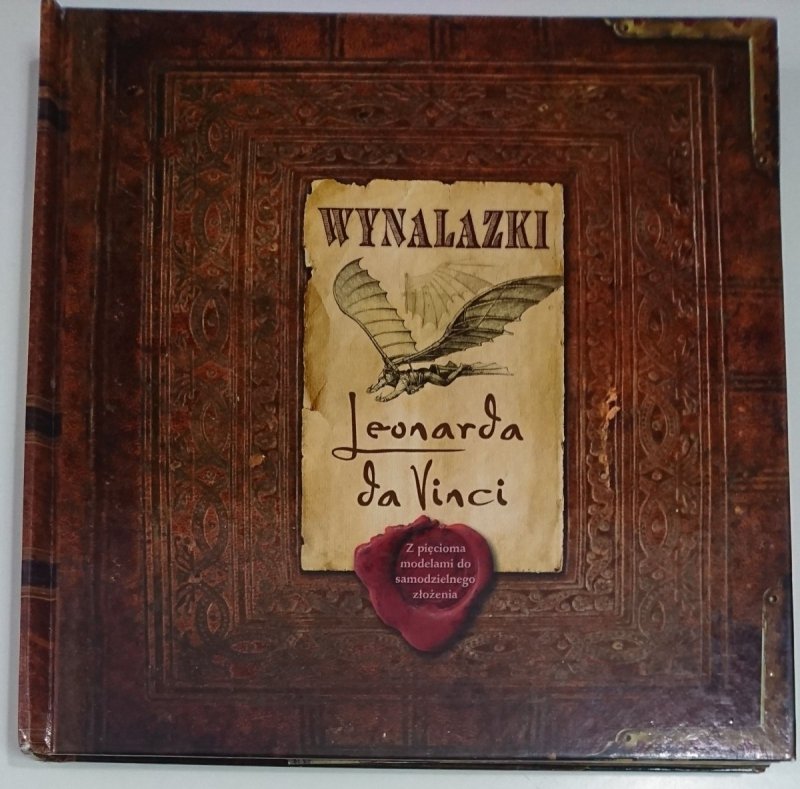 WYNALAZKI
Leonarda
da Vinci
Z pięcioma
modelami do
samodzielnego
złożenia